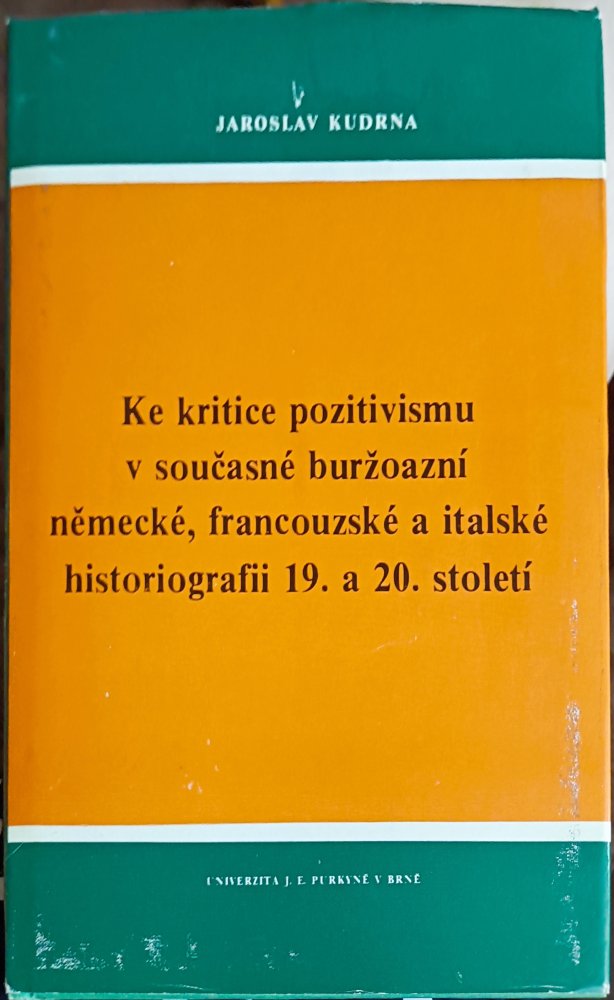 JAROSLAV KUDRNA
Ke kritice pozitivismu
v současné buržoazní
německé, francouzské a italské
historiografii 19. a 20. století
UNIVERZITA J. E. PURKYNĚ V BRNĚ